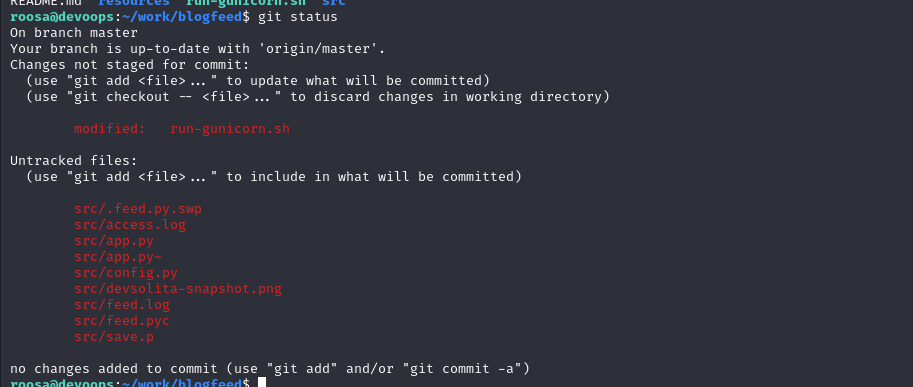 README.md  resources  run-gunicorn.sh  src
roosa@devoops:~/work/blogfeed$ git status
On branch master
Your branch is up-to-date with 'origin/master'.
Changes not staged for commit:
  (use "git add <file>..." to update what will be committed)
  (use "git checkout -- <file>..." to discard changes in working directory)

        modified:   run-gunicorn.sh

Untracked files:
  (use "git add <file>..." to include in what will be committed)

        src/.feed.py.swp
        src/access.log
        src/app.py
        src/app.py~
        src/config.py
        src/devsolita-snapshot.png
        src/feed.log
        src/feed.pyc
        src/save.p

no changes added to commit (use "git add" and/or "git commit -a")
roosa@devoops:~/work/blogfeed$